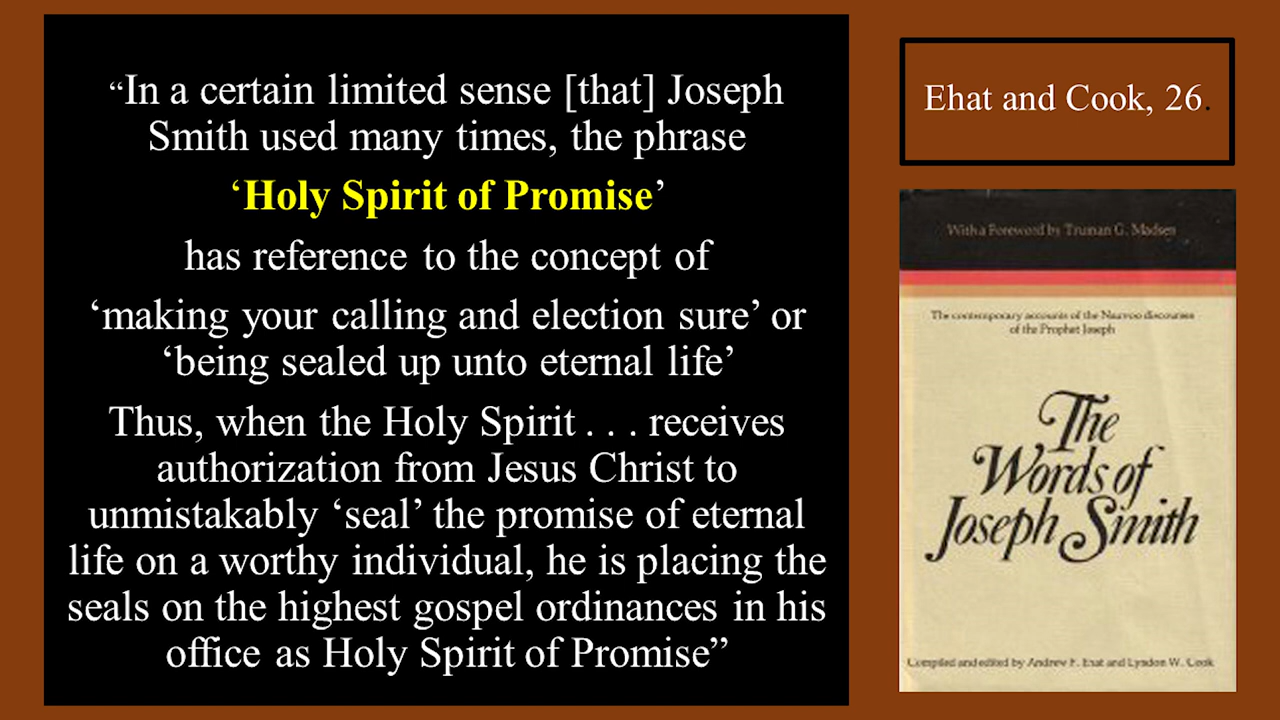 “In a certain limited sense [that] Joseph
Smith used many times, the phrase
‘Holy Spirit of Promise’
has reference to the concept of
‘making your calling and election sure’ or
‘being sealed up unto eternal life’
Thus, when the Holy Spirit . . . receives
authorization from Jesus Christ to
unmistakably ‘seal’ the promise of eternal
life on a worthy individual, he is placing the
seals on the highest gospel ordinances in his
office as Holy Spirit of Promise”
Ehat and Cook, 26.
With a Foreword by Truman G. Madsen
The contemporary accounts of the Nauvoo discourses
of the Prophet Joseph
The
Words of
Joseph Smith
Compiled and edited by Andrew F. Ehat and Lyndon W. Cook